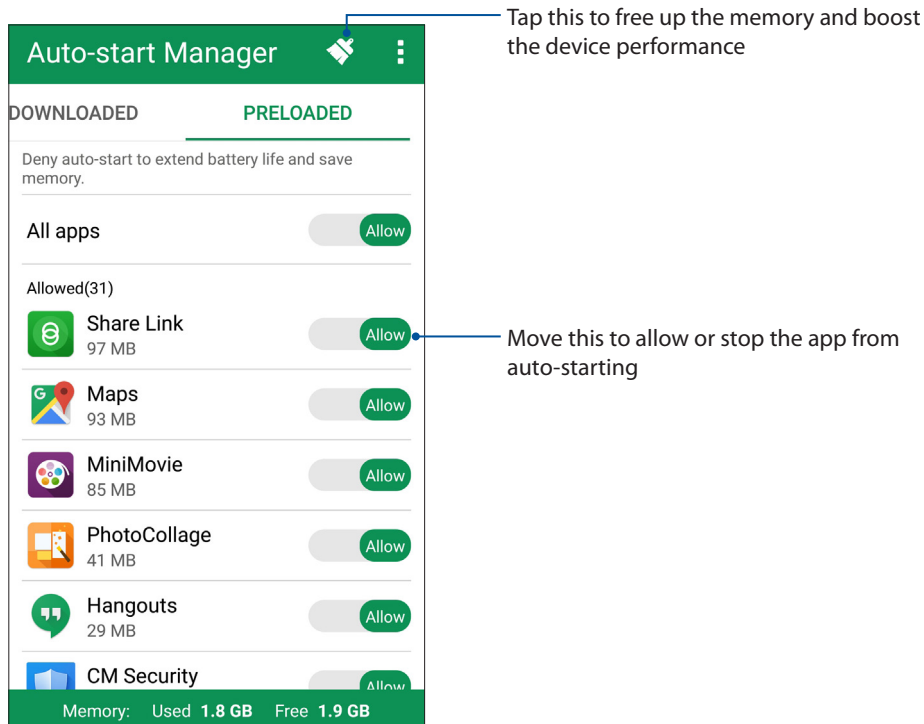 Tap this to free up the memory and boost
the device performance
Auto-start Manager
DOWNLOADED PRELOADED
Deny auto-start to extend battery life and save
memory.
All apps Allow
Allowed(31)
Share Link
97 MB
Allow
Move this to allow or stop the app from
auto-starting
Maps
93 MB
Allow
MiniMovie
85 MB
Allow
PhotoCollage
41 MB
Allow
Hangouts
29 MB
Allow
CM Security
Allow
Memory: Used 1.8 GB Free 1.9 GB